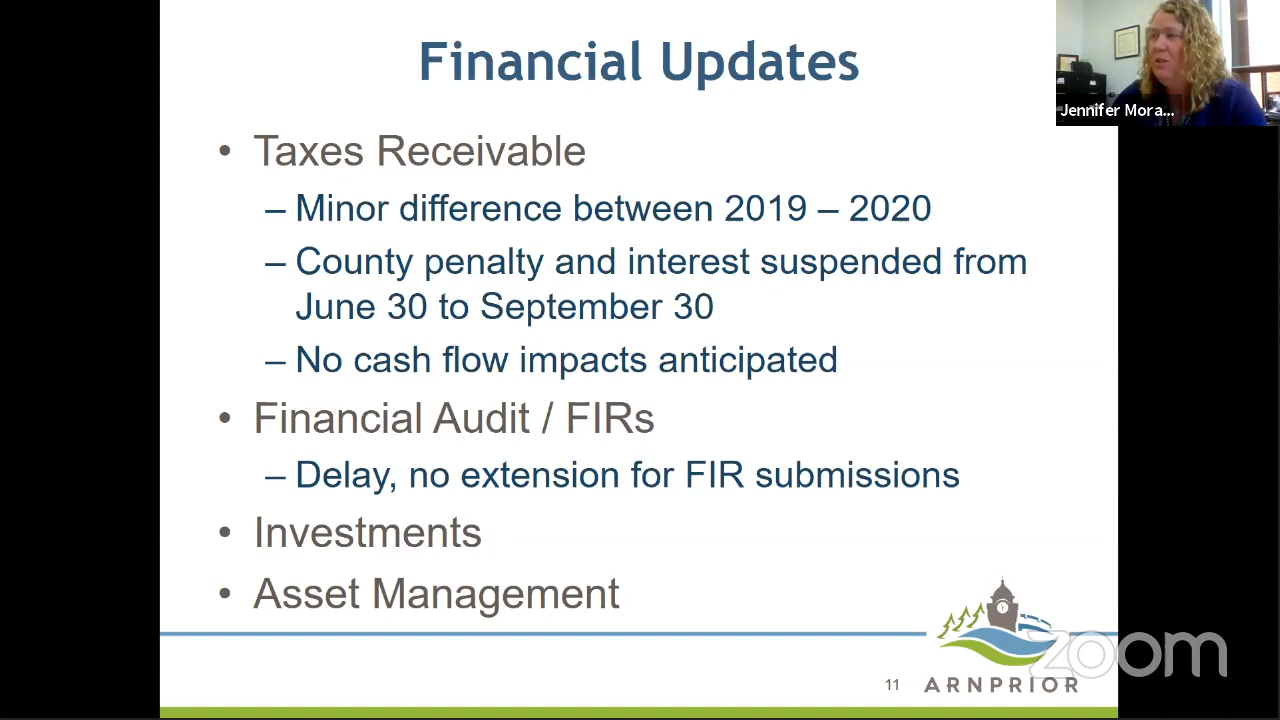 Financial Updates
Jennifer Mora...
• Taxes Receivable
– Minor difference between 2019 – 2020
– County penalty and interest suspended from
June 30 to September 30
– No cash flow impacts anticipated
• Financial Audit / FIRs
– Delay, no extension for FIR submissions
• Investments
• Asset Management
zoom
11
ARNPRIOR